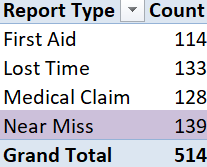 Report Type Count
First Aid 114
Lost Time 133
Medical Claim 128
Near Miss 139
Grand Total 514